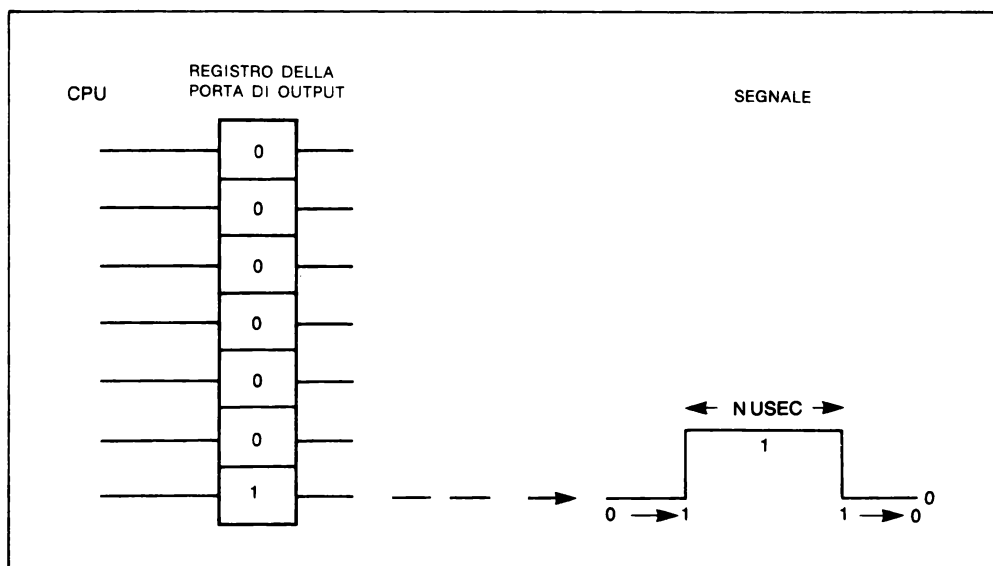 CPU
REGISTRO DELLA
PORTA DI OUTPUT
SEGNALE
0
0
0
0
0
0
1
N USEC
1
0
0 1
1 0